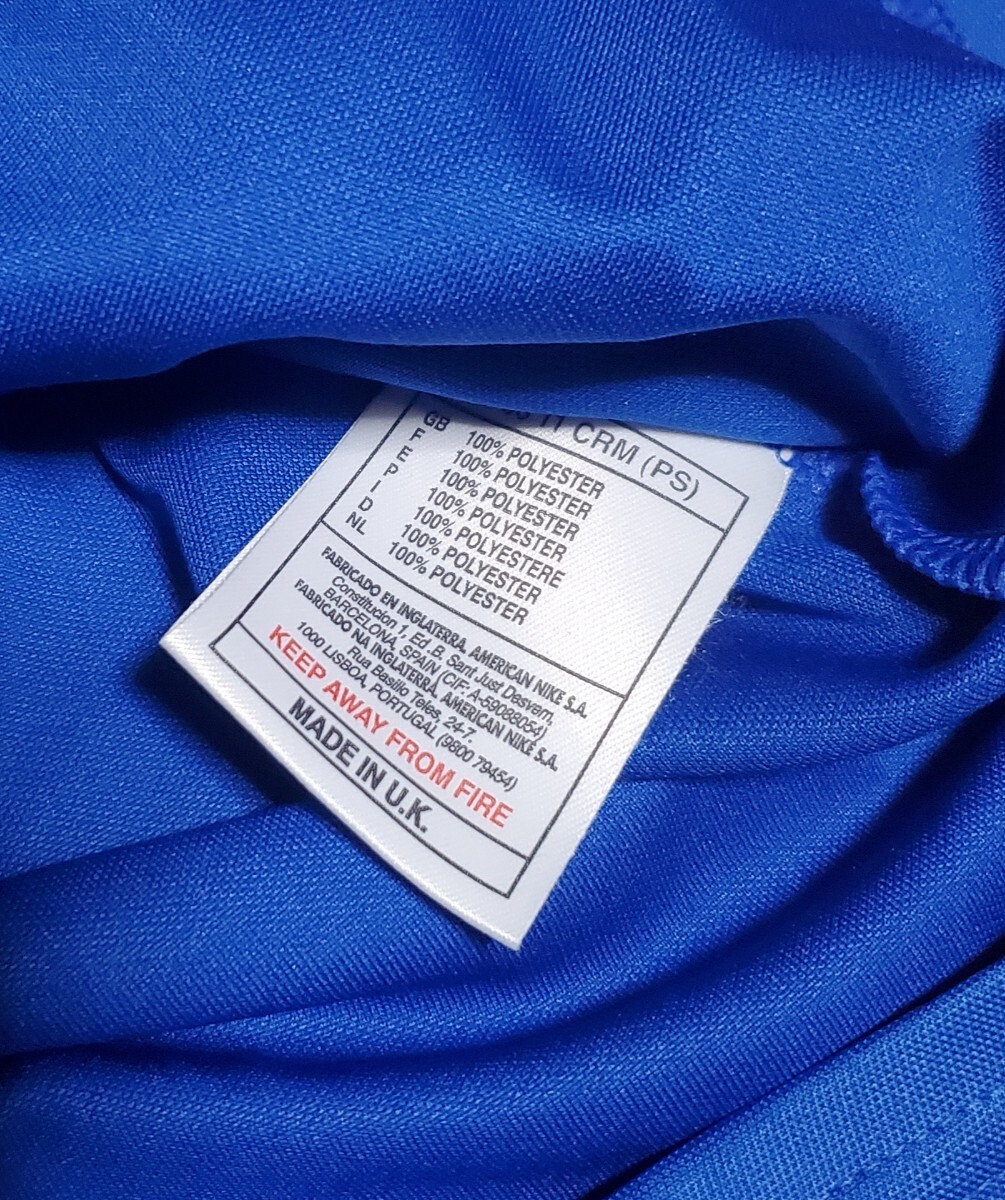 11 CRM (PS)
GB 100% POLYESTER
F 100% POLYESTER
E 100% POLYESTER
P 100% POLYESTER
I 100% POLIESTERE
D 100% POLYESTER
NL 100% POLYESTER
FABRICADO EN INGLATERRA. AMERICAN NIKE S.A.
Constitucion 1, Ed. B. Sant Just Desvern,
BARCELONA, SPAIN (CIF: A-59088054)
FABRICADO NA INGLATERRA. AMERICAN NIKE S.A.
Rua Basilio Teles, 24-7.
1000 LISBOA, PORTUGAL (9800 79454)
KEEP AWAY FROM FIRE
MADE IN U.K.